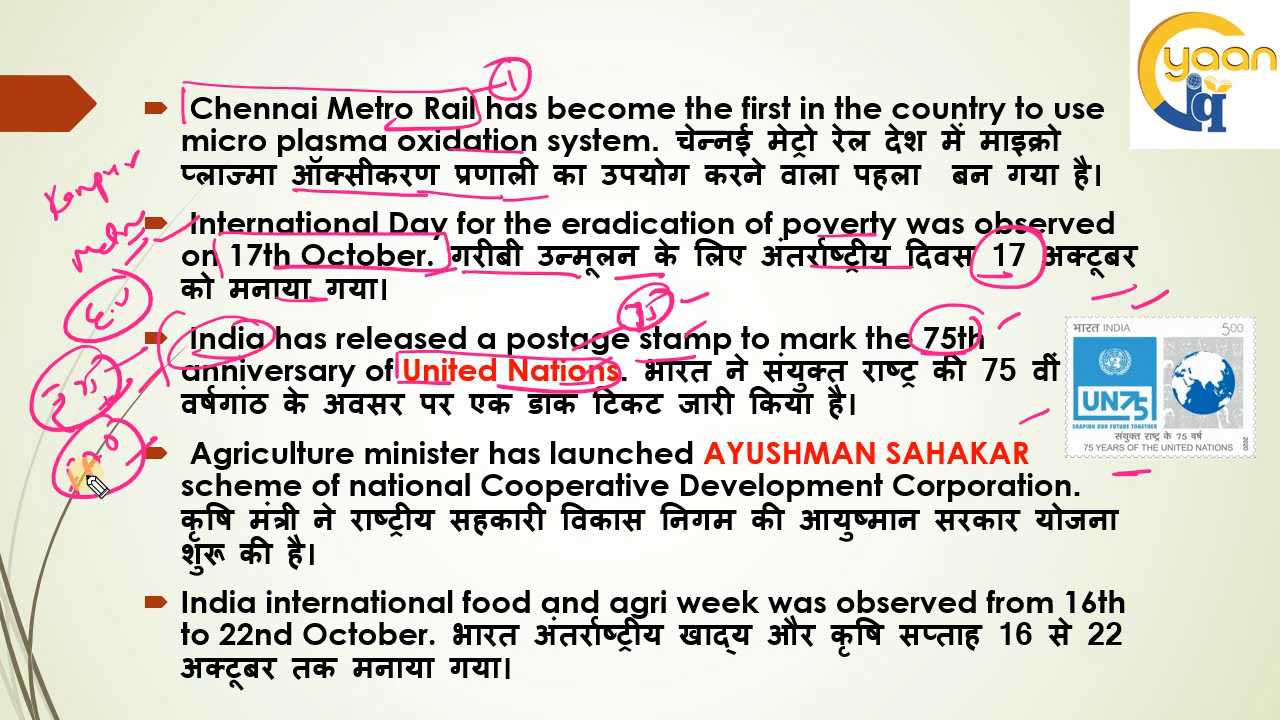 yaan
Chennai Metro Rail has become the first in the country to use
micro plasma oxidation system. चेन्नई मेट्रो रेल देश में माइक्रो
प्लाज्मा ऑक्सीकरण प्रणाली का उपयोग करने वाला पहला बन गया है।
Kanpur
Metro
International Day for the eradication of poverty was observed
on 17th October. गरीबी उन्मूलन के लिए अंतर्राष्ट्रीय दिवस 17 अक्टूबर
को मनाया गया।
India has released a postage stamp to mark the 75th
anniversary of United Nations. भारत ने संयुक्त राष्ट्र की 75 वीं
वर्षगांठ के अवसर पर एक डाक टिकट जारी किया है।
भारत INDIA 5.00
UN75
SHAPING OUR FUTURE TOGETHER
संयुक्त राष्ट्र के 75 वर्ष
75 YEARS OF THE UNITED NATIONS
2020
Agriculture minister has launched AYUSHMAN SAHAKAR
scheme of national Cooperative Development Corporation.
कृषि मंत्री ने राष्ट्रीय सहकारी विकास निगम की आयुष्मान सरकार योजना
शुरू की है।
India international food and agri week was observed from 16th
to 22nd October. भारत अंतर्राष्ट्रीय खाद्य और कृषि सप्ताह 16 से 22
अक्टूबर तक मनाया गया।